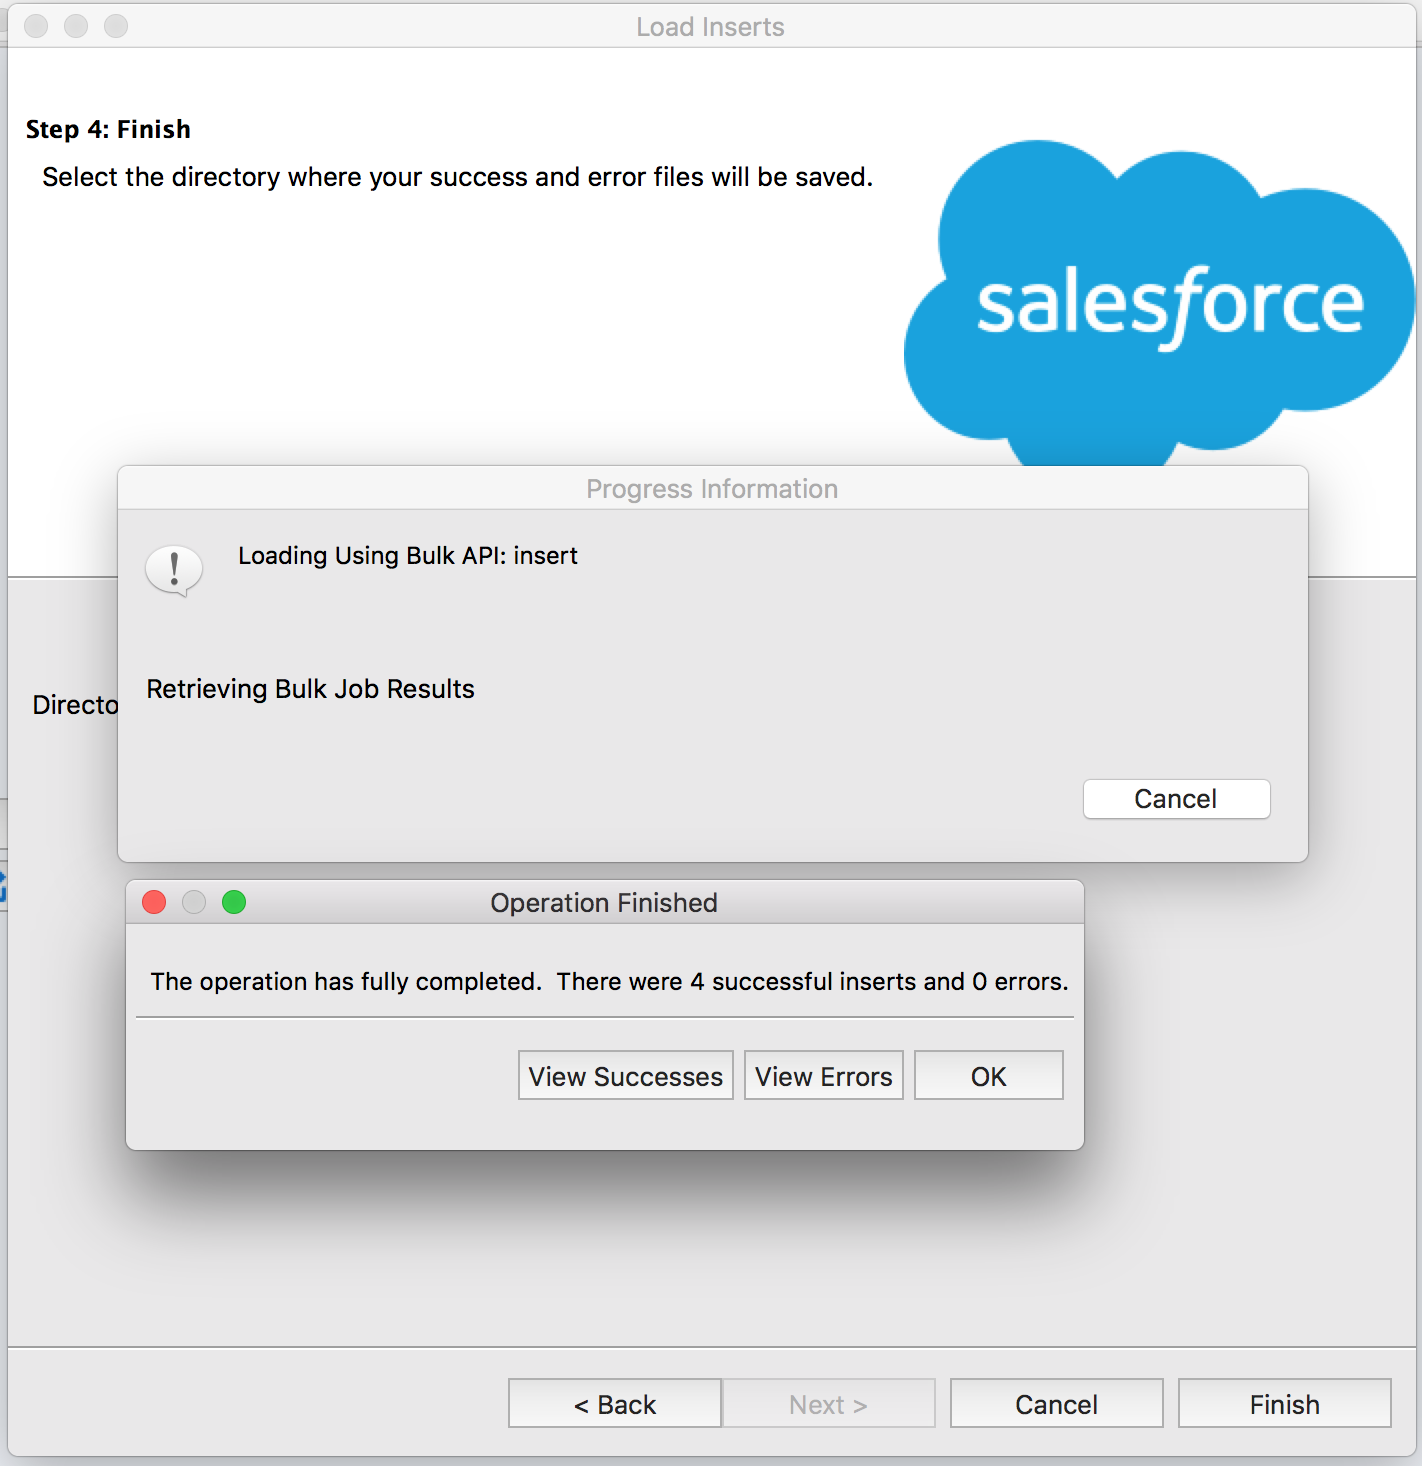 Load Inserts
Step 4: Finish
Select the directory where your success and error files will be saved.
salesforce
Progress Information
Loading Using Bulk API: insert
Retrieving Bulk Job Results
Directo
Cancel
Operation Finished
The operation has fully completed.  There were 4 successful inserts and 0 errors.
View Successes View Errors OK
< Back Next > Cancel Finish